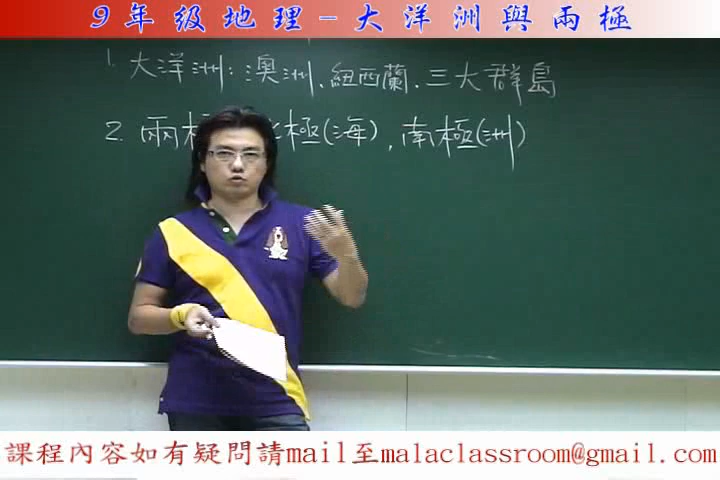 9年級地理-大洋洲與兩極
1. 大洋洲:澳洲、紐西蘭、三大群島
2. 兩極 極(海),南極(洲)
課程內容如有疑問請mail至malaclassroom@gmail.com